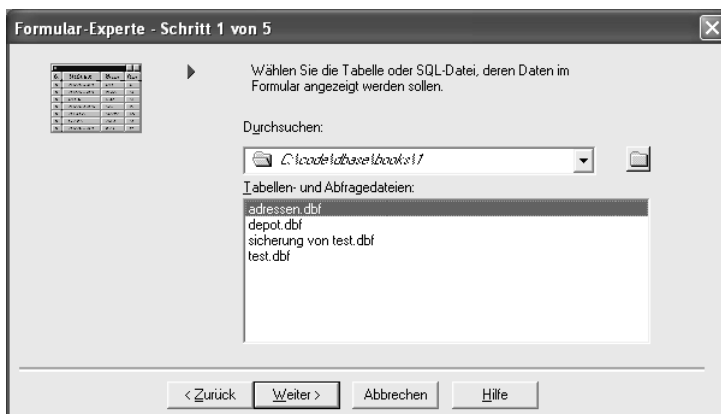 Formular-Experte - Schritt 1 von 5
Wählen Sie die Tabelle oder SQL-Datei, deren Daten im
Formular angezeigt werden sollen.
Durchsuchen:
C:\code\dbase\books\1
Tabellen- und Abfragedateien:
adressen.dbf
depot.dbf
sicherung von test.dbf
test.dbf
< Zurück Weiter > Abbrechen Hilfe